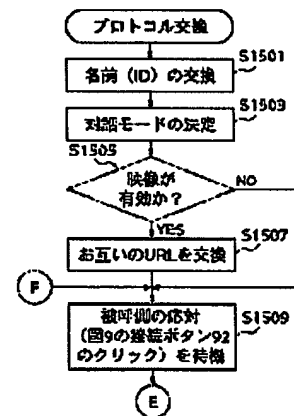 プロトコル交換
S1501
名前(ID)の交換
S1503
対話モードの決定
S1505
映像が
有効か?
NO
YES
S1507
お互いのURLを交換
F
被呼側の応対
S1509
(図9の接続ボタン92
のクリック)を待機
E